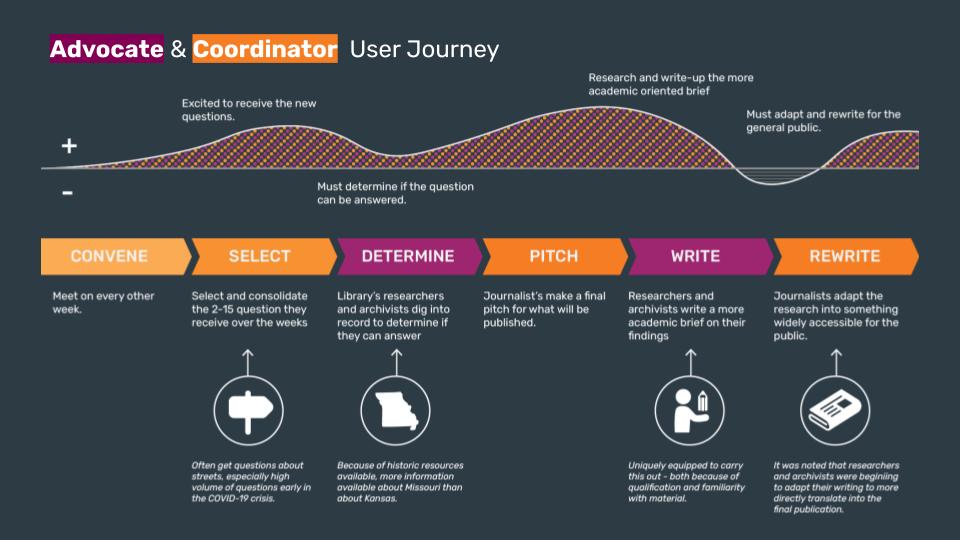 Advocate & Coordinator User Journey
Research and write-up the more
academic oriented brief
Excited to receive the new
questions.
Must adapt and rewrite for the
general public.
+
-
Must determine if the question
can be answered.
CONVENE
SELECT
DETERMINE
PITCH
WRITE
REWRITE
Meet on every other
week.
Select and consolidate
the 2-15 question they
receive over the weeks
Library's researchers
and archivists dig into
record to determine if
they can answer
Journalist's make a final
pitch for what will be
published.
Researchers and
archivists write a more
academic brief on their
findings
Journalists adapt the
research into something
widely accessible for the
public.
Often get questions about
streets, especially high
volume of questions early in
the COVID-19 crisis.
Because of historic resources
available, more information
available about Missouri than
about Kansas.
Uniquely equipped to carry
this out - both because of
qualification and familiarity
with material.
It was noted that researchers
and archivists were beginiing
to adapt their writing to more
directly translate into the
final publication.